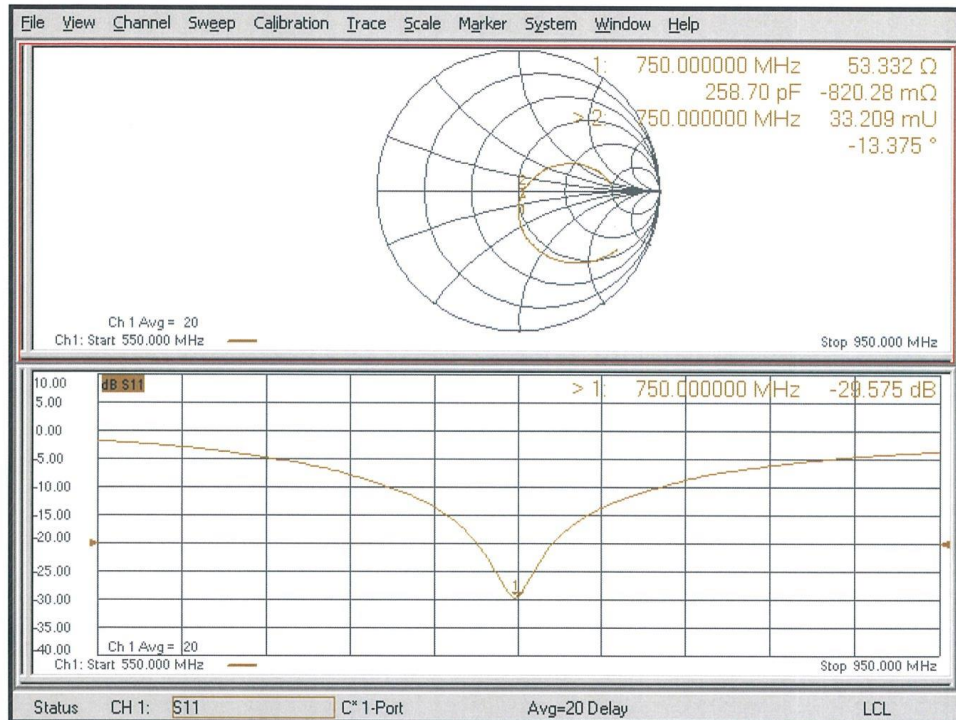 File View Channel Sweep Calibration Trace Scale Marker System Window Help
1: 750.000000 MHz 53.332 Ω
258.70 pF -820.28 mΩ
> 2: 750.000000 MHz 33.209 mU
-13.375 °
Ch 1 Avg = 20
Ch1: Start 550.000 MHz
Stop 950.000 MHz
10.00
dB S11
> 1: 750.000000 MHz -29.575 dB
5.00
0.00
-5.00
-10.00
-15.00
-20.00
-25.00
1
-30.00
-35.00
-40.00
Ch 1 Avg = 20
Ch1: Start 550.000 MHz
Stop 950.000 MHz
Status CH 1: S11 C* 1-Port Avg=20 Delay LCL